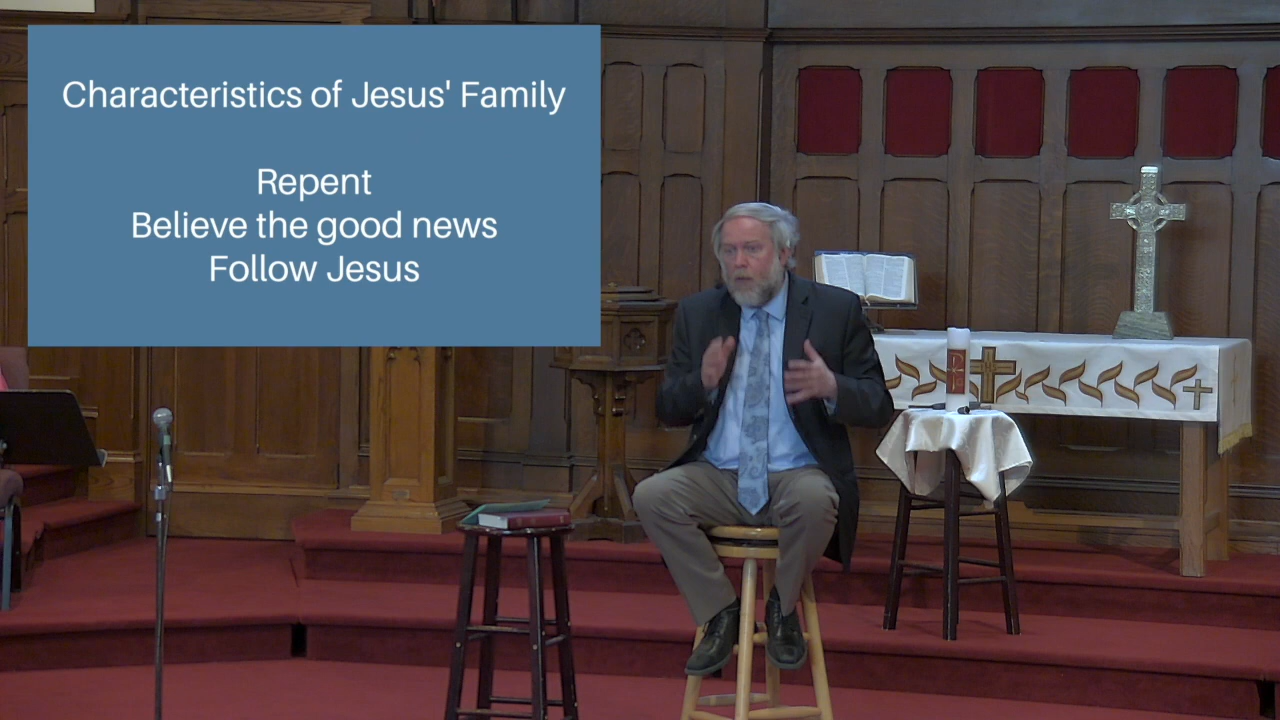 Characteristics of Jesus' Family
Repent
Believe the good news
Follow Jesus